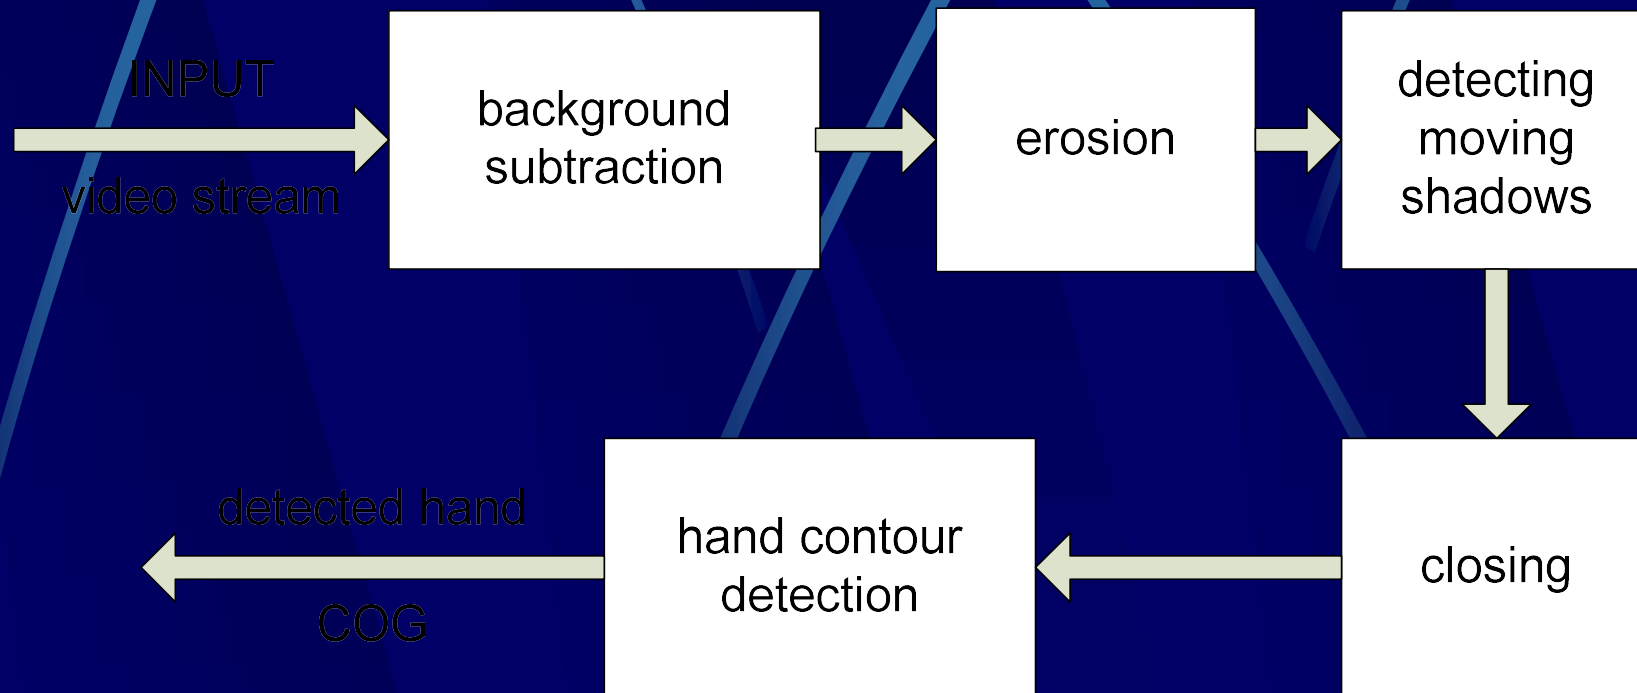 INPUT
video stream
background
subtraction
erosion
detecting
moving
shadows
closing
hand contour
detection
detected hand
COG